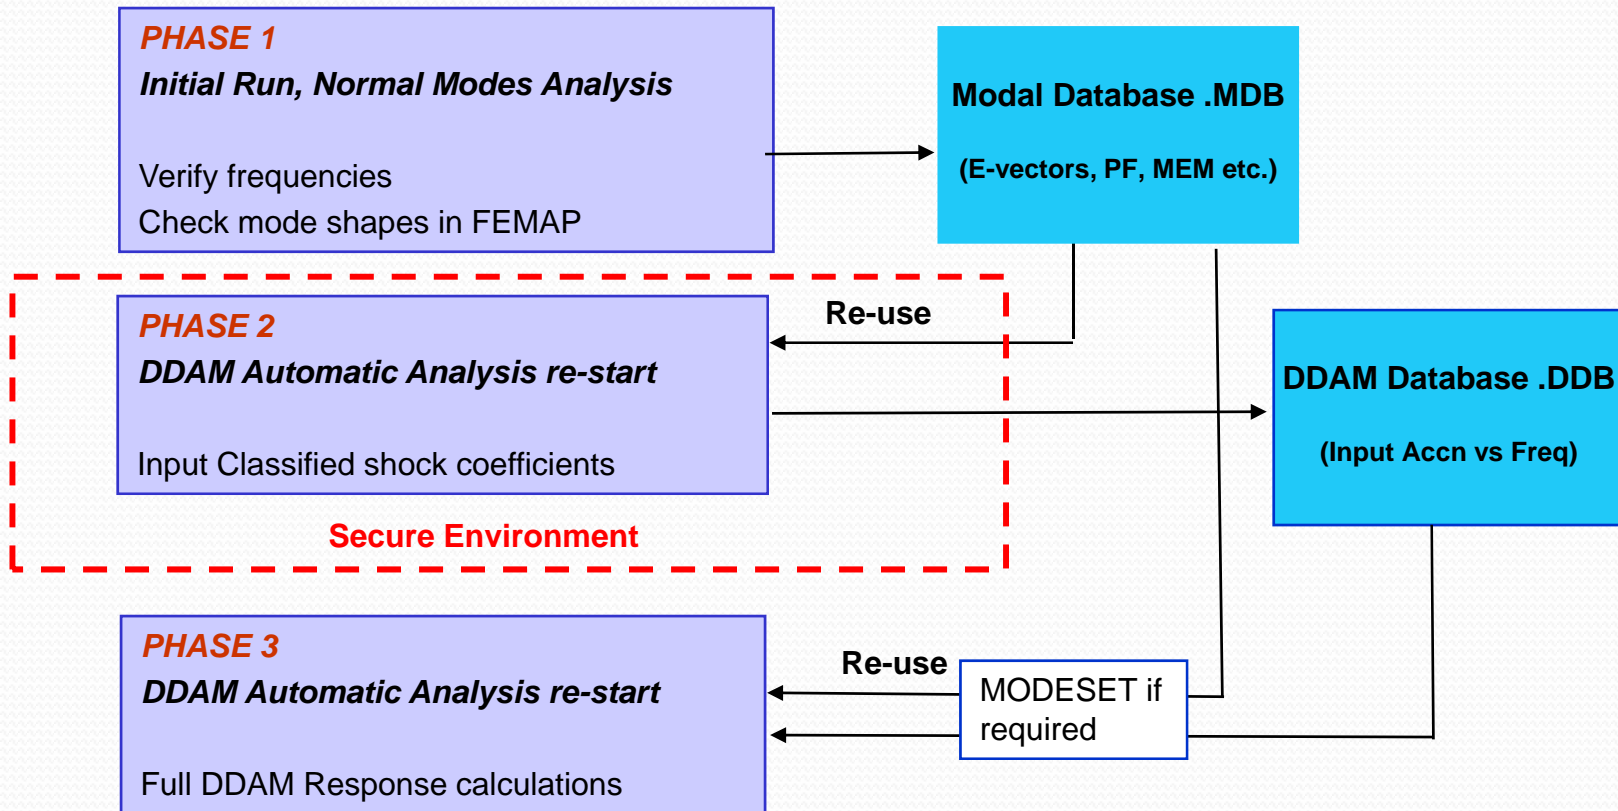 PHASE 1
Initial Run, Normal Modes Analysis
Verify frequencies
Check mode shapes in FEMAP
Modal Database .MDB
(E-vectors, PF, MEM etc.)
PHASE 2
DDAM Automatic Analysis re-start
Input Classified shock coefficients
Re-use
Secure Environment
DDAM Database .DDB
(Input Accn vs Freq)
PHASE 3
DDAM Automatic Analysis re-start
Full DDAM Response calculations
Re-use
MODESET if
required